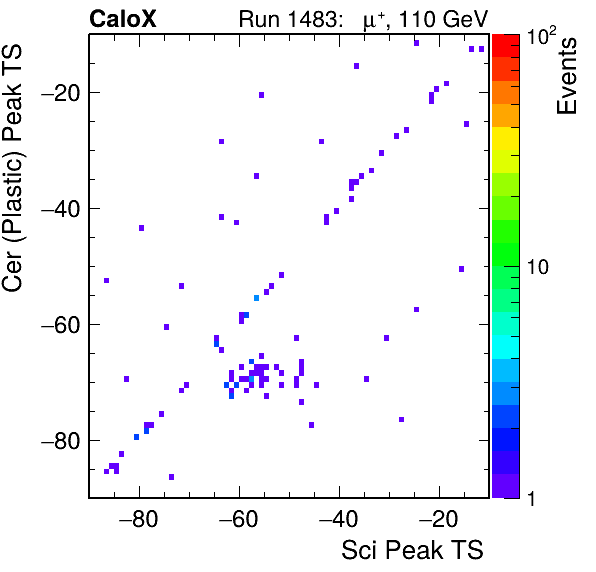 CaloX Run 1483: μ⁺, 110 GeV
10²
Events
10
1
Cer (Plastic) Peak TS
−20
−40
−60
−80
−80 −60 −40 −20
Sci Peak TS